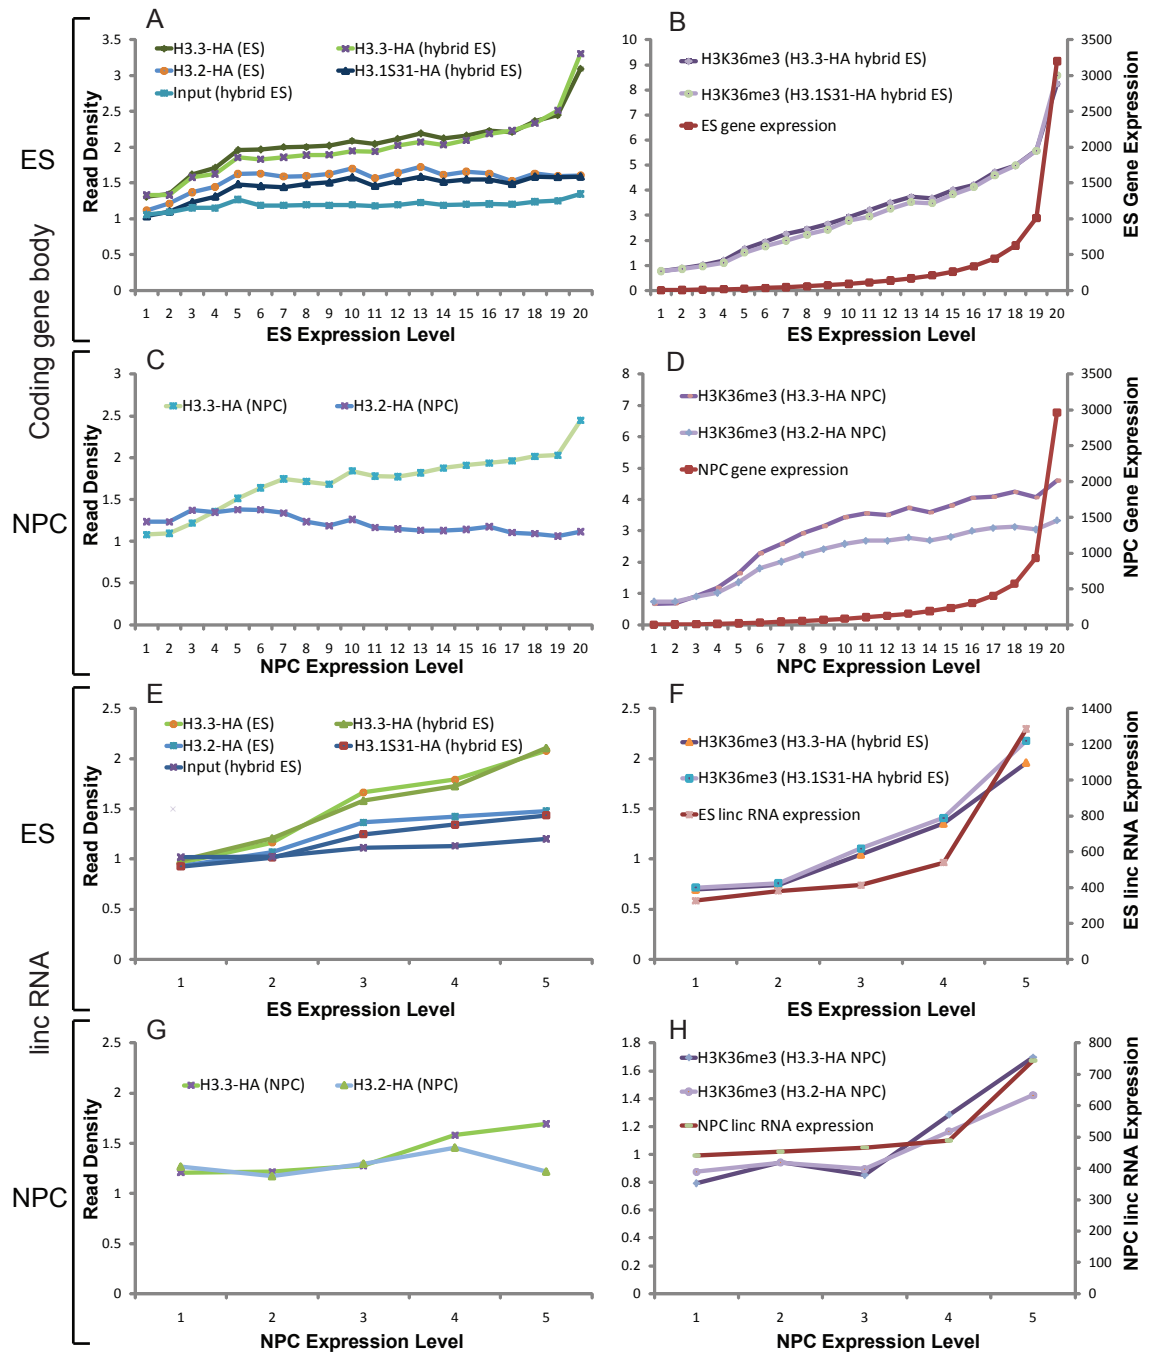 A
3.5
3
2.5
2
1.5
1
0.5
0
Read Density
H3.3-HA (ES)
H3.3-HA (hybrid ES)
H3.2-HA (ES)
H3.1S31-HA (hybrid ES)
Input (hybrid ES)
1 2 3 4 5 6 7 8 9 10 11 12 13 14 15 16 17 18 19 20
ES Expression Level
B
10
9
8
7
6
5
4
3
2
1
0
H3K36me3 (H3.3-HA hybrid ES)
H3K36me3 (H3.1S31-HA hybrid ES)
ES gene expression
3500
3000
2500
2000
1500
1000
500
0
ES Gene Expression
1 2 3 4 5 6 7 8 9 10 11 12 13 14 15 16 17 18 19 20
ES Expression Level
ES
Coding gene body
C
3
2.5
2
1.5
1
0.5
0
Read Density
H3.3-HA (NPC)
H3.2-HA (NPC)
1 2 3 4 5 6 7 8 9 10 11 12 13 14 15 16 17 18 19 20
NPC Expression Level
D
8
7
6
5
4
3
2
1
0
H3K36me3 (H3.3-HA NPC)
H3K36me3 (H3.2-HA NPC)
NPC gene expression
3500
3000
2500
2000
1500
1000
500
0
NPC Gene Expression
1 2 3 4 5 6 7 8 9 10 11 12 13 14 15 16 17 18 19 20
NPC Expression Level
NPC
E
2.5
2
1.5
1
0.5
0
Read Density
H3.3-HA (ES)
H3.3-HA (hybrid ES)
H3.2-HA (ES)
H3.1S31-HA (hybrid ES)
Input (hybrid ES)
1 2 3 4 5
ES Expression Level
F
2.5
2
1.5
1
0.5
0
H3K36me3 (H3.3-HA (hybrid ES)
H3K36me3 (H3.1S31-HA hybrid ES)
ES linc RNA expression
1400
1200
1000
800
600
400
200
0
ES linc RNA Expression
1 2 3 4 5
ES Expression Level
ES
linc RNA
G
2.5
2
1.5
1
0.5
0
Read Density
H3.3-HA (NPC)
H3.2-HA (NPC)
1 2 3 4 5
NPC Expression Level
H
1.8
1.6
1.4
1.2
1
0.8
0.6
0.4
0.2
0
H3K36me3 (H3.3-HA NPC)
H3K36me3 (H3.2-HA NPC)
NPC linc RNA expression
800
700
600
500
400
300
200
100
0
NPC linc RNA Expression
1 2 3 4 5
NPC Expression Level
NPC